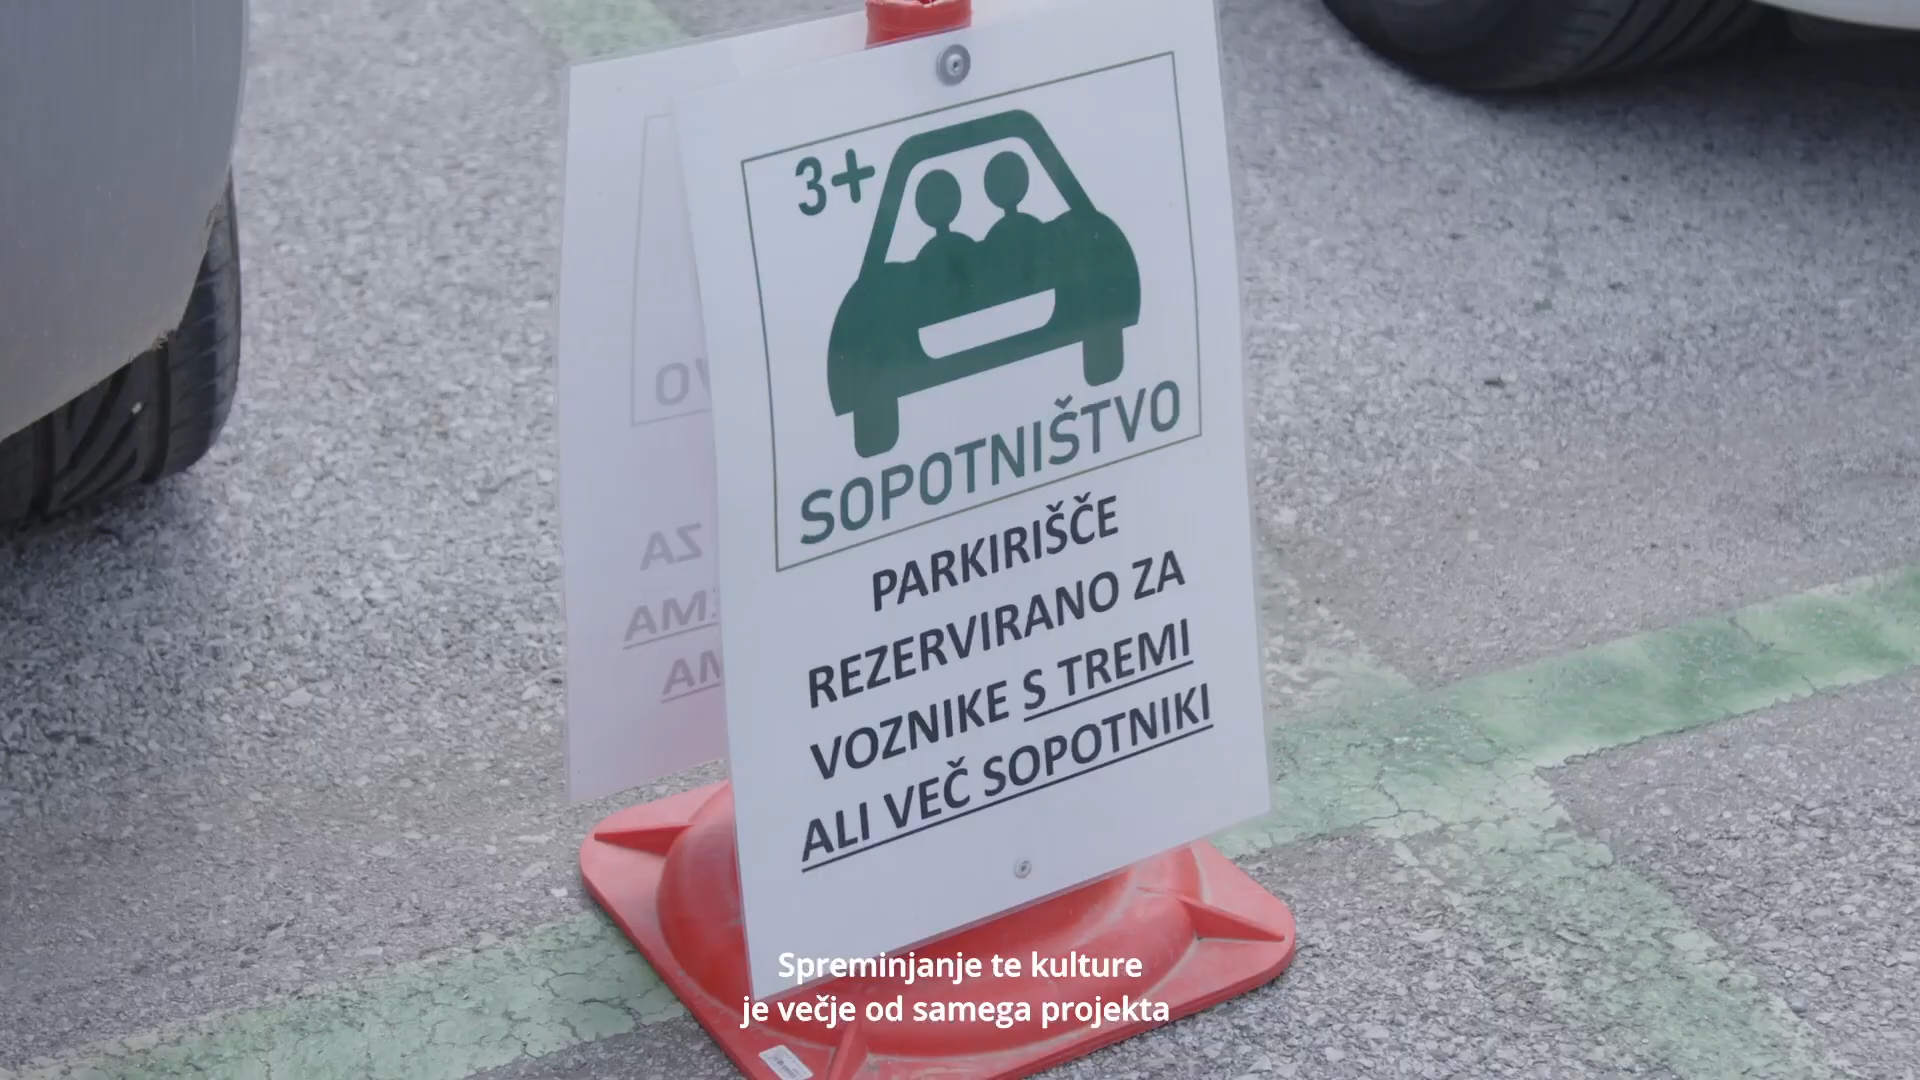 3+
SOPOTNIŠTVO
PARKIRIŠČE
REZERVIRANO ZA
VOZNIKE S TREMI
ALI VEČ SOPOTNIKI
Spreminjanje te kulture
je večje od samega projekta